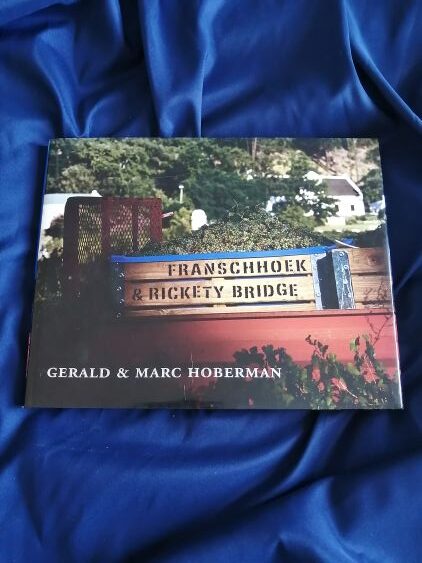 FRANSCHHOEK
& RICKETY BRIDGE
GERALD & MARC HOBERMAN